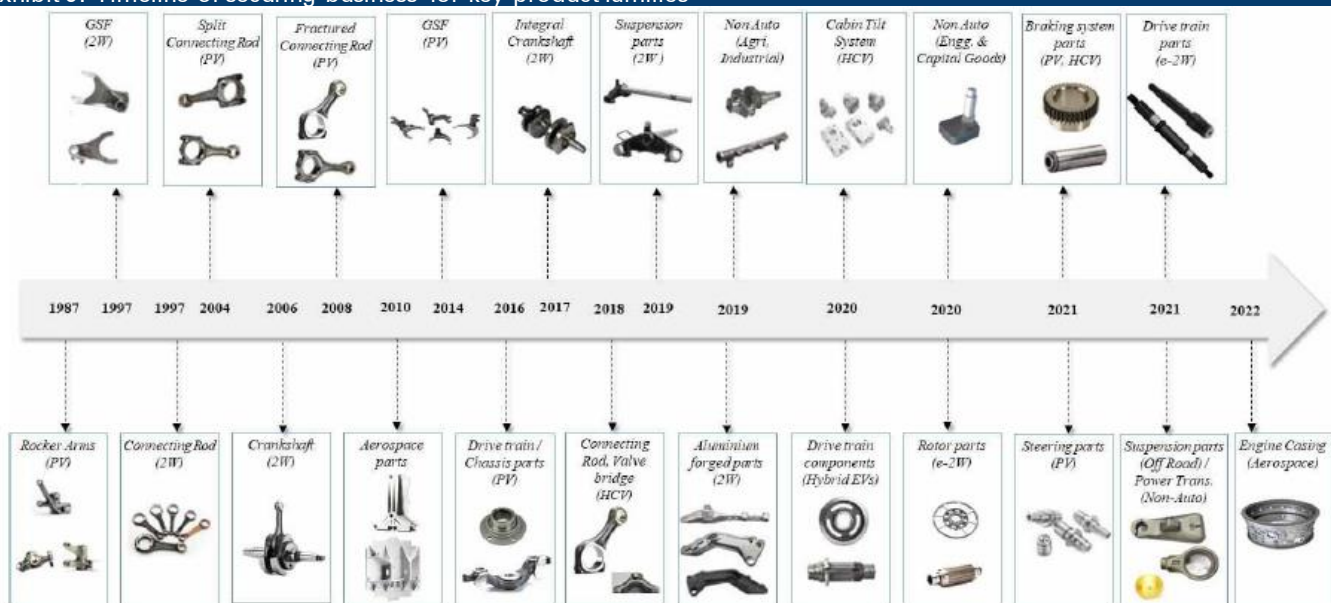 GSF
(2W)
Split
Connecting Rod
(PV)
Fractured
Connecting Rod
(PV)
GSF
(PV)
Integral
Crankshaft
(2W)
Suspension
parts
(2W)
Non Auto
(Agri,
Industrial)
Cabin Tilt
System
(HCV)
Non Auto
(Engg. &
Capital Goods)
Braking system
parts
(PV, HCV)
Drive train
parts
(e-2W)
1987 1997 1997 2004 2006 2008 2010 2014 2016 2017 2018 2019 2019 2020 2020 2021 2021 2022
Rocker Arms
(PV)
Connecting Rod
(2W)
Crankshaft
(2W)
Aerospace
parts
Drive train /
Chassis parts
(PV)
Connecting
Rod, Valve
bridge
(HCV)
Aluminium
forged parts
(2W)
Drive train
components
(Hybrid EVs)
Rotor parts
(e-2W)
Steering parts
(PV)
Suspension parts
(Off Road) /
Power Trans.
(Non-Auto)
Engine Casing
(Aerospace)